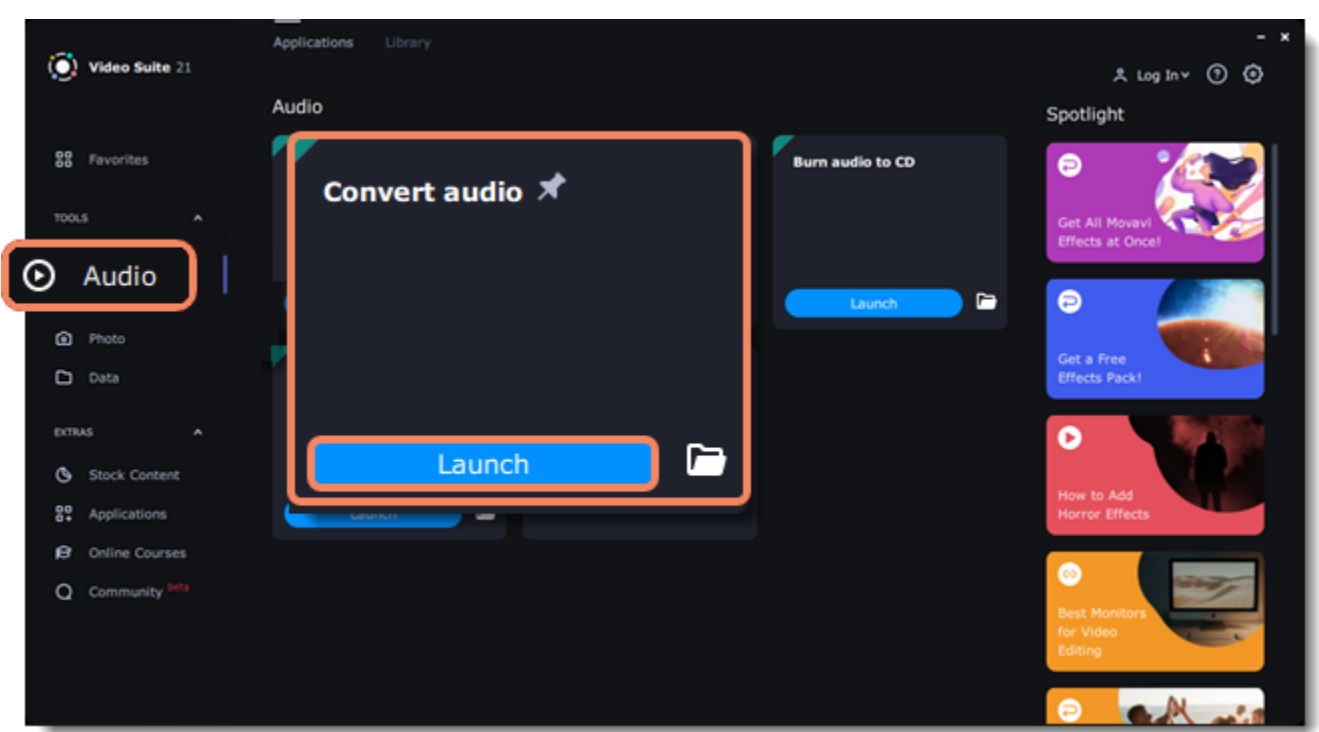 Applications Library
Video Suite 21
Log In
Audio
Spotlight
Favorites
TOOLS
Audio
Photo
Data
EXTRAS
Stock Content
Applications
Online Courses
Community beta
Convert audio
Launch
Launch
Burn audio to CD
Launch
Get All Movavi
Effects at Once!
Get a Free
Effects Pack!
How to Add
Horror Effects
Best Monitors
for Video
Editing